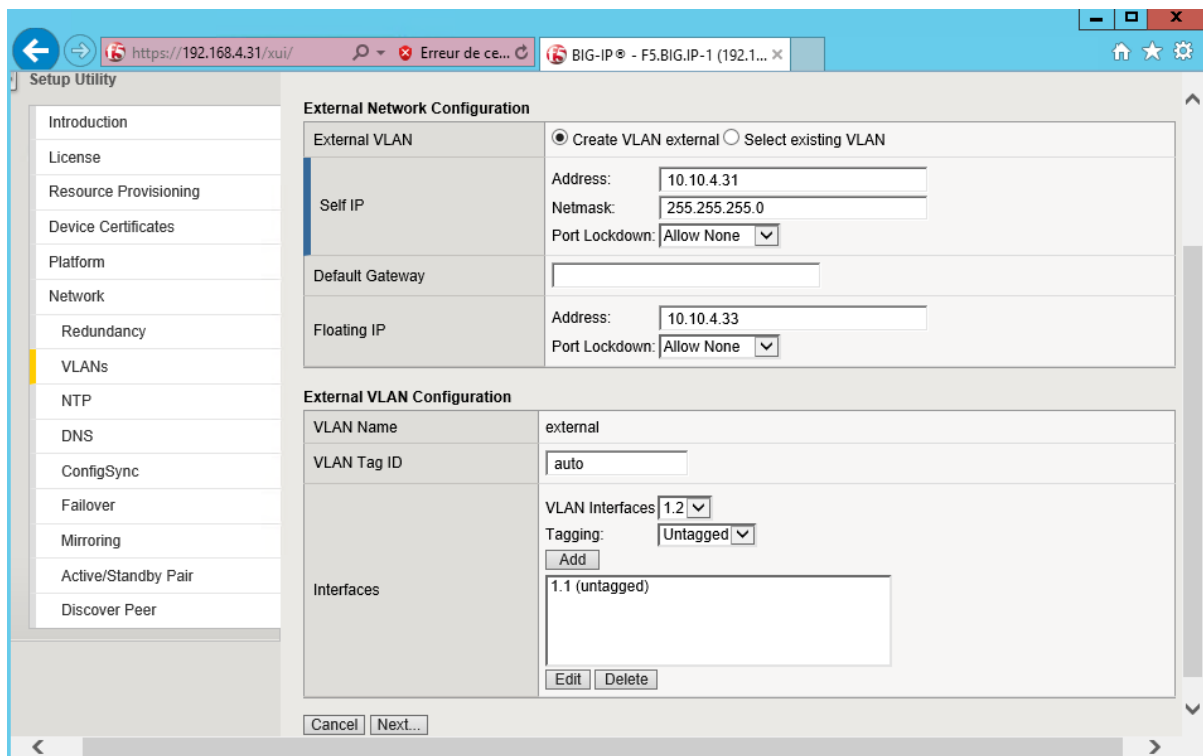 https://192.168.4.31/xui/
Erreur de ce...
BIG-IP® - F5.BIG.IP-1 (192.1...
Setup Utility
Introduction
License
Resource Provisioning
Device Certificates
Platform
Network
Redundancy
VLANs
NTP
DNS
ConfigSync
Failover
Mirroring
Active/Standby Pair
Discover Peer
External Network Configuration
External VLAN
Create VLAN external
Select existing VLAN
Self IP
Address: 10.10.4.31
Netmask: 255.255.255.0
Port Lockdown: Allow None
Default Gateway
Floating IP
Address: 10.10.4.33
Port Lockdown: Allow None
External VLAN Configuration
VLAN Name external
VLAN Tag ID auto
Interfaces
VLAN Interfaces 1.2
Tagging: Untagged
Add
1.1 (untagged)
Edit Delete
Cancel Next...